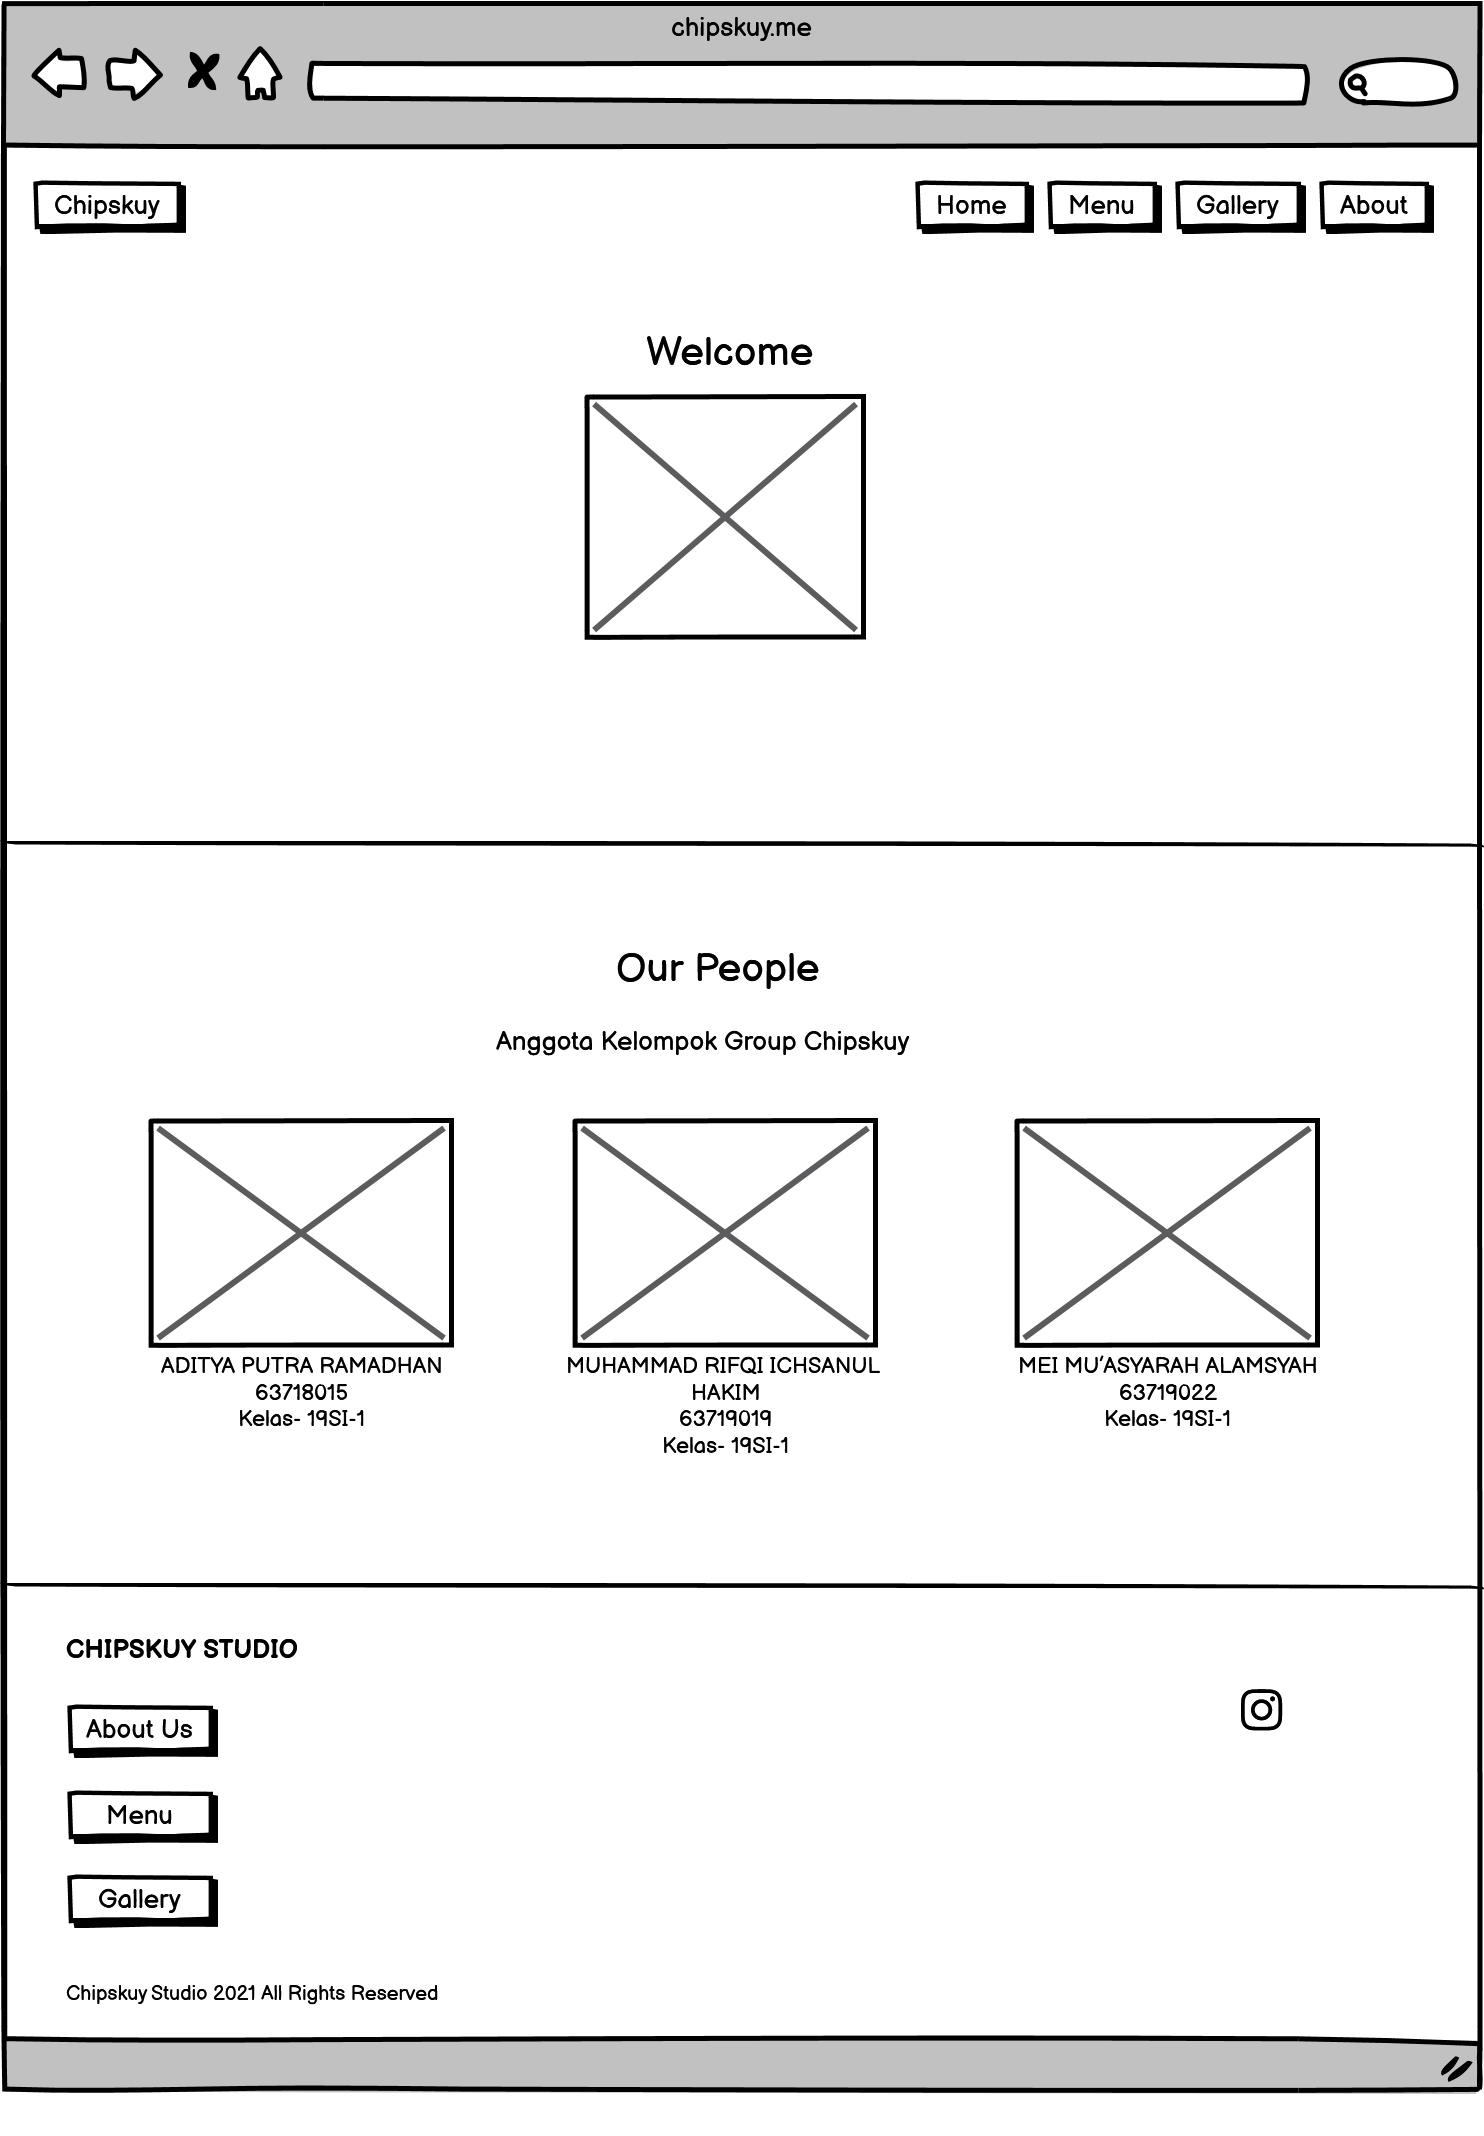 chipskuy.me
Chipskuy
Home
Menu
Gallery
About
Welcome
Our People
Anggota Kelompok Group Chipskuy
ADITYA PUTRA RAMADHAN
63718015
Kelas- 19SI-1
MUHAMMAD RIFQI ICHSANUL
HAKIM
63719019
Kelas- 19SI-1
MEI MU'ASYARAH ALAMSYAH
63719022
Kelas- 19SI-1
CHIPSKUY STUDIO
About Us
Menu
Gallery
Chipskuy Studio 2021 All Rights Reserved